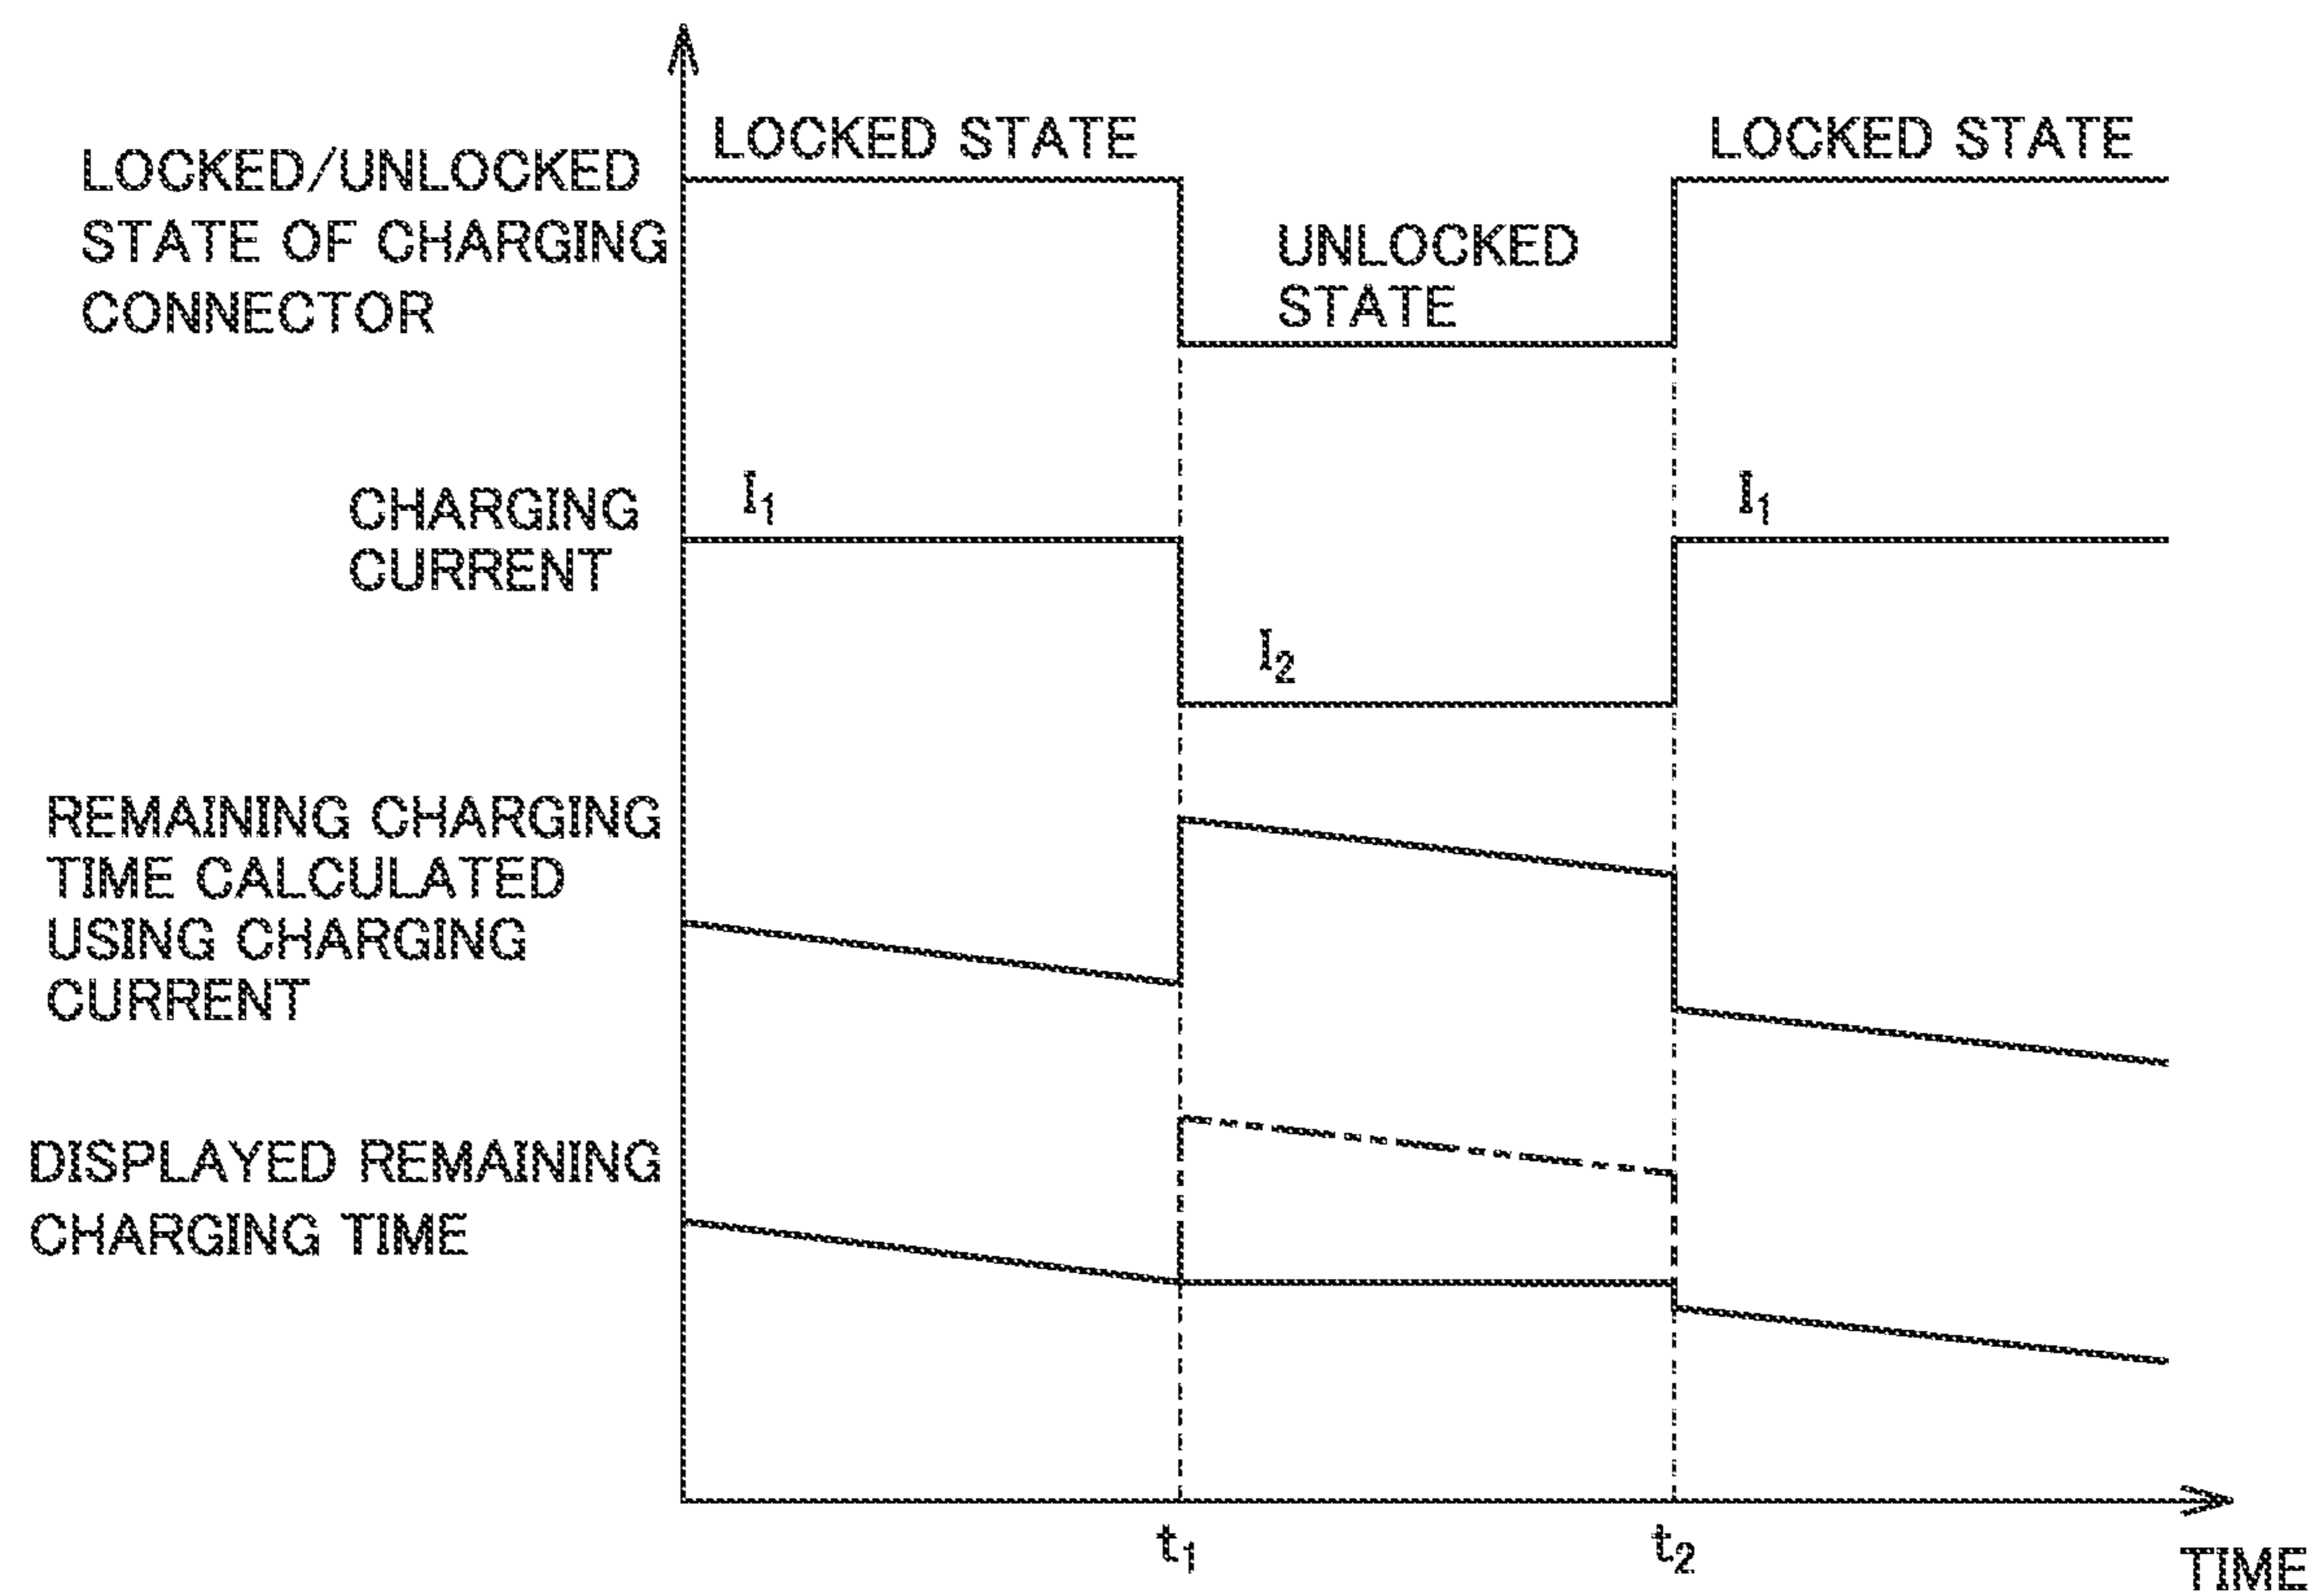 LOCKED STATE
LOCKED STATE
LOCKED/UNLOCKED
STATE OF CHARGING
CONNECTOR
UNLOCKED
STATE
I₁
I₁
CHARGING
CURRENT
I₂
REMAINING CHARGING
TIME CALCULATED
USING CHARGING
CURRENT
DISPLAYED REMAINING
CHARGING TIME
t₁
t₂
TIME